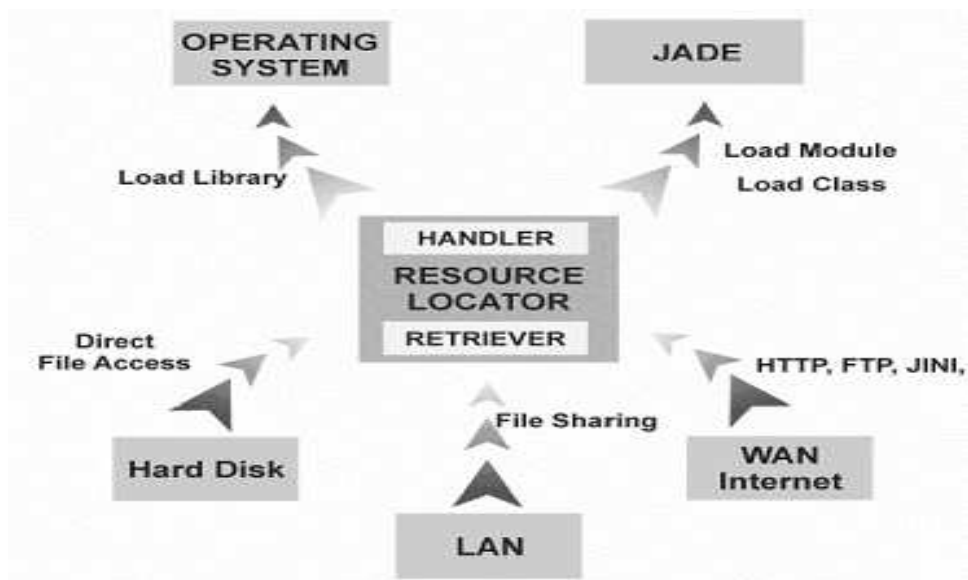 OPERATING
SYSTEM
JADE
Load Library
Load Module
Load Class
HANDLER
RESOURCE
LOCATOR
RETRIEVER
Direct
File Access
HTTP, FTP, JINI,
File Sharing
Hard Disk
WAN
Internet
LAN